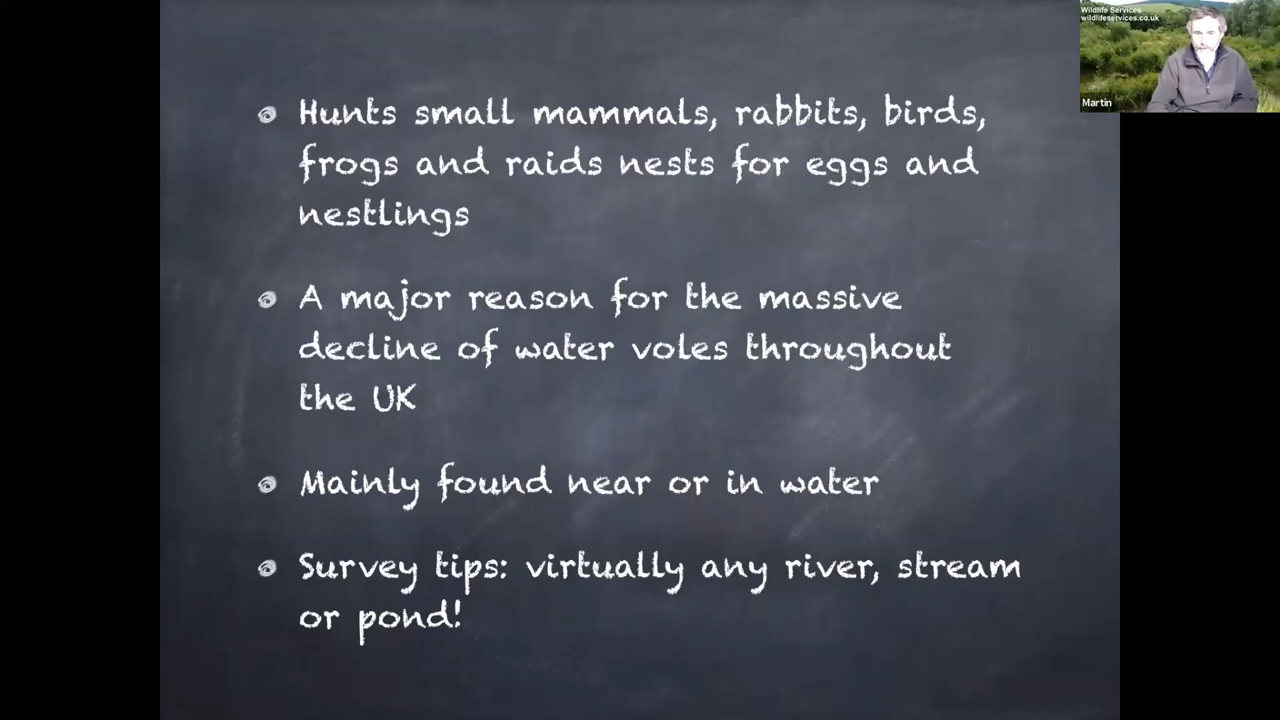 Hunts small mammals, rabbits, birds,
frogs and raids nests for eggs and
nestlings
A major reason for the massive
decline of water voles throughout
the UK
Mainly found near or in water
Survey tips: virtually any river, stream
or pond!
Wildlife Services
wildlifeservices.co.uk
Martin